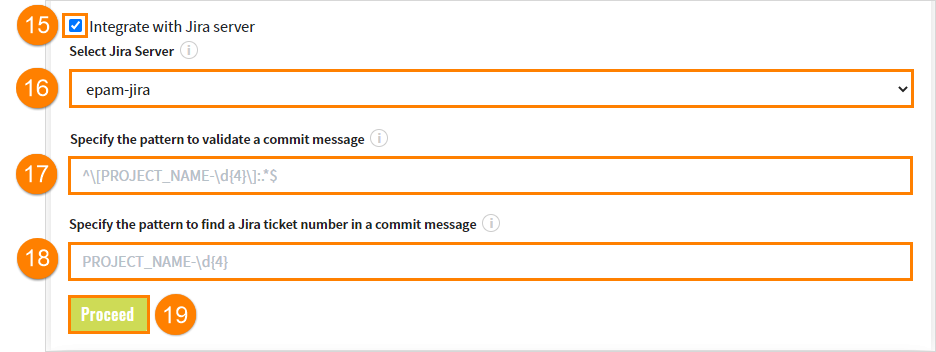 15 Integrate with Jira server
Select Jira Server i
16 epam-jira
Specify the pattern to validate a commit message i
17 ^\[PROJECT_NAME-\d{4}\]:.*$
Specify the pattern to find a Jira ticket number in a commit message i
18 PROJECT_NAME-\d{4}
Proceed 19